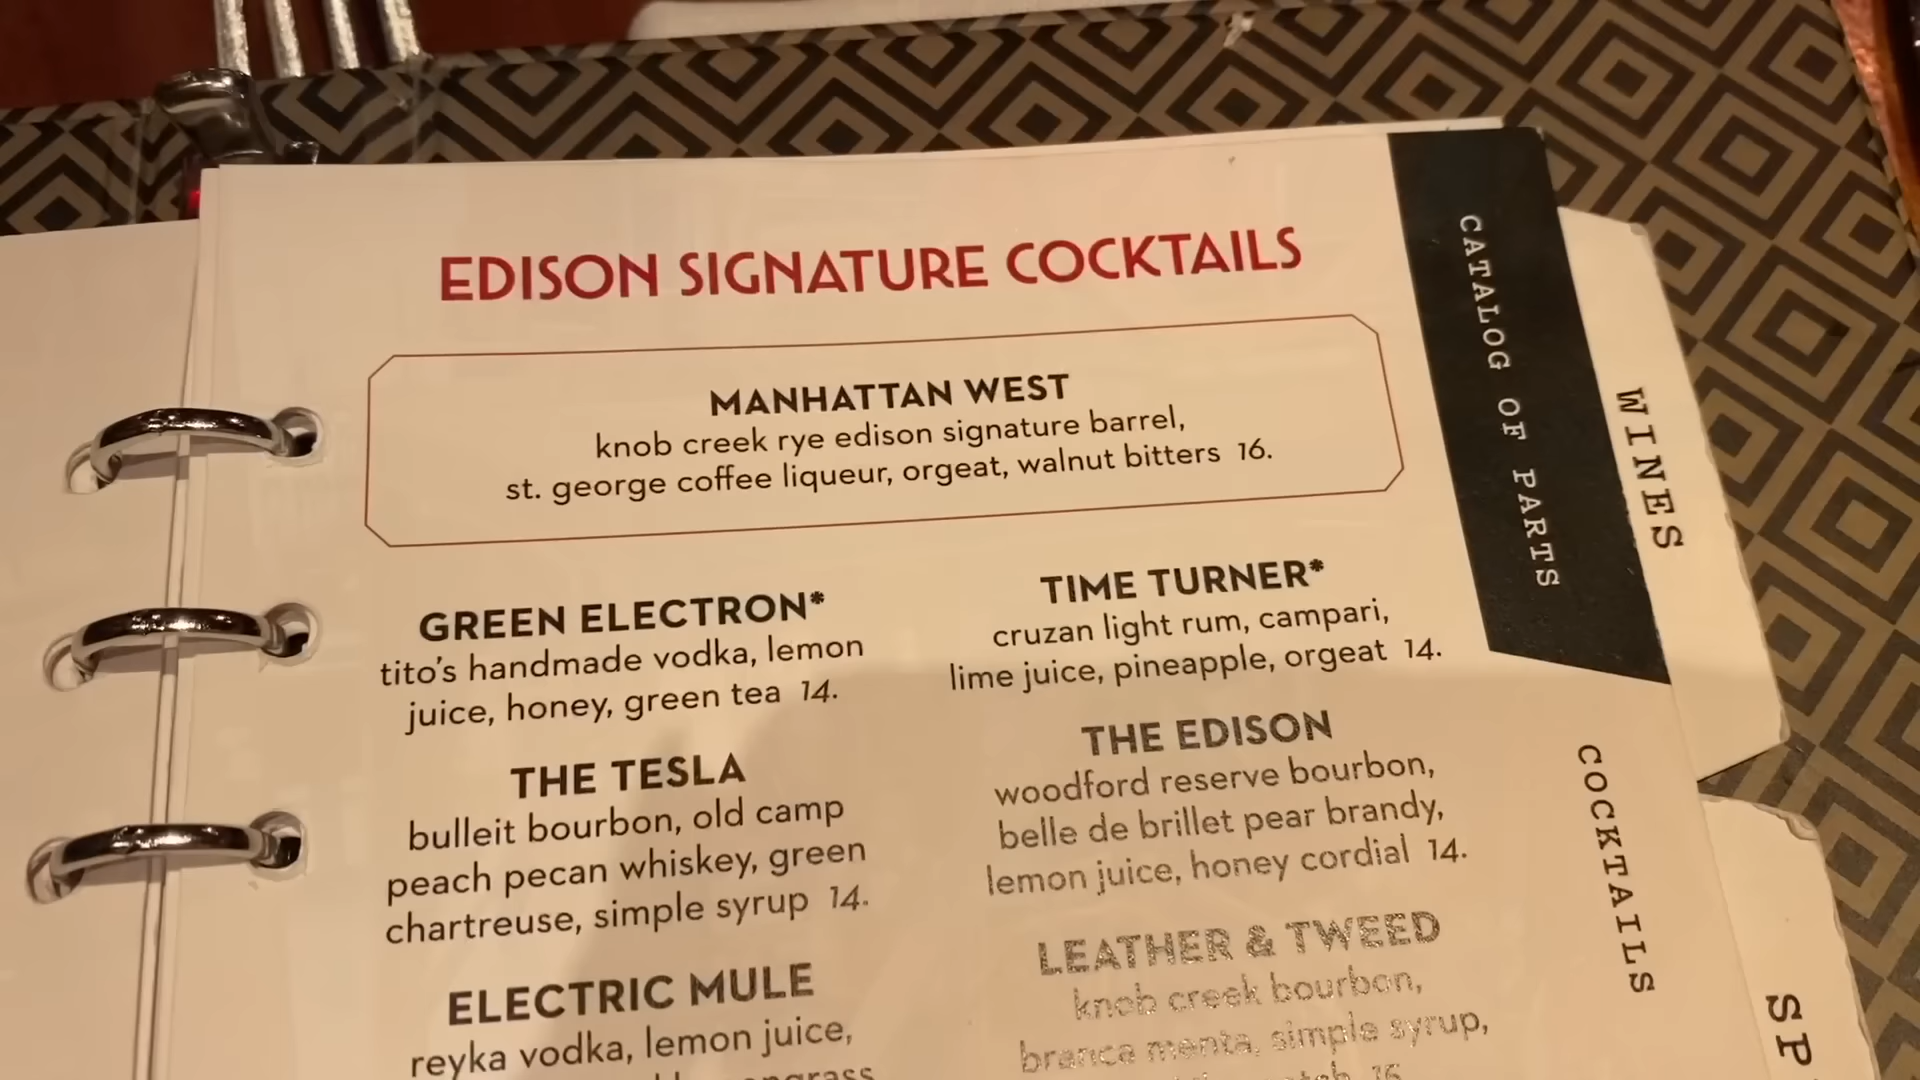 EDISON SIGNATURE COCKTAILS
MANHATTAN WEST
knob creek rye edison signature barrel,
st. george coffee liqueur, orgeat, walnut bitters 16.
GREEN ELECTRON*
tito's handmade vodka, lemon
juice, honey, green tea 14.
THE TESLA
bulleit bourbon, old camp
peach pecan whiskey, green
chartreuse, simple syrup 14.
ELECTRIC MULE
reyka vodka, lemon juice,
TIME TURNER*
cruzan light rum, campari,
lime juice, pineapple, orgeat 14.
THE EDISON
woodford reserve bourbon,
belle de brillet pear brandy,
lemon juice, honey cordial 14.
LEATHER & TWEED
knob creek bourbon,
branca menta, simple syrup,
CATALOG OF PARTS
COCKTAILS
WINES
SP